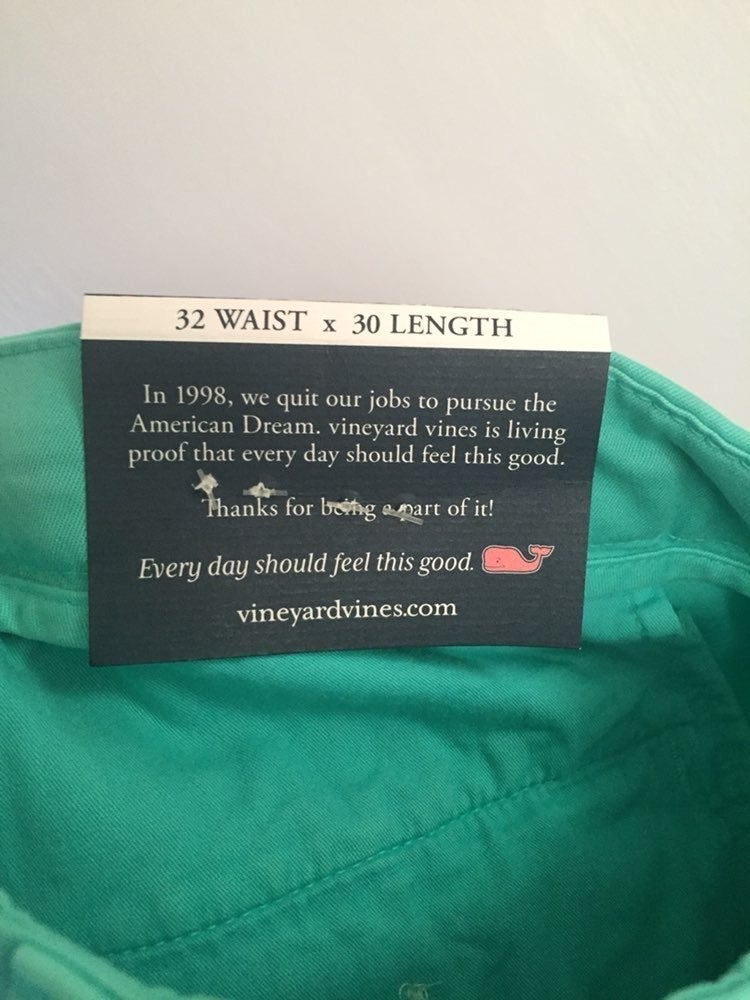 32 WAIST x 30 LENGTH
In 1998, we quit our jobs to pursue the
American Dream. vineyard vines is living
proof that every day should feel this good.
Thanks for being a part of it!
Every day should feel this good.
vineyardvines.com